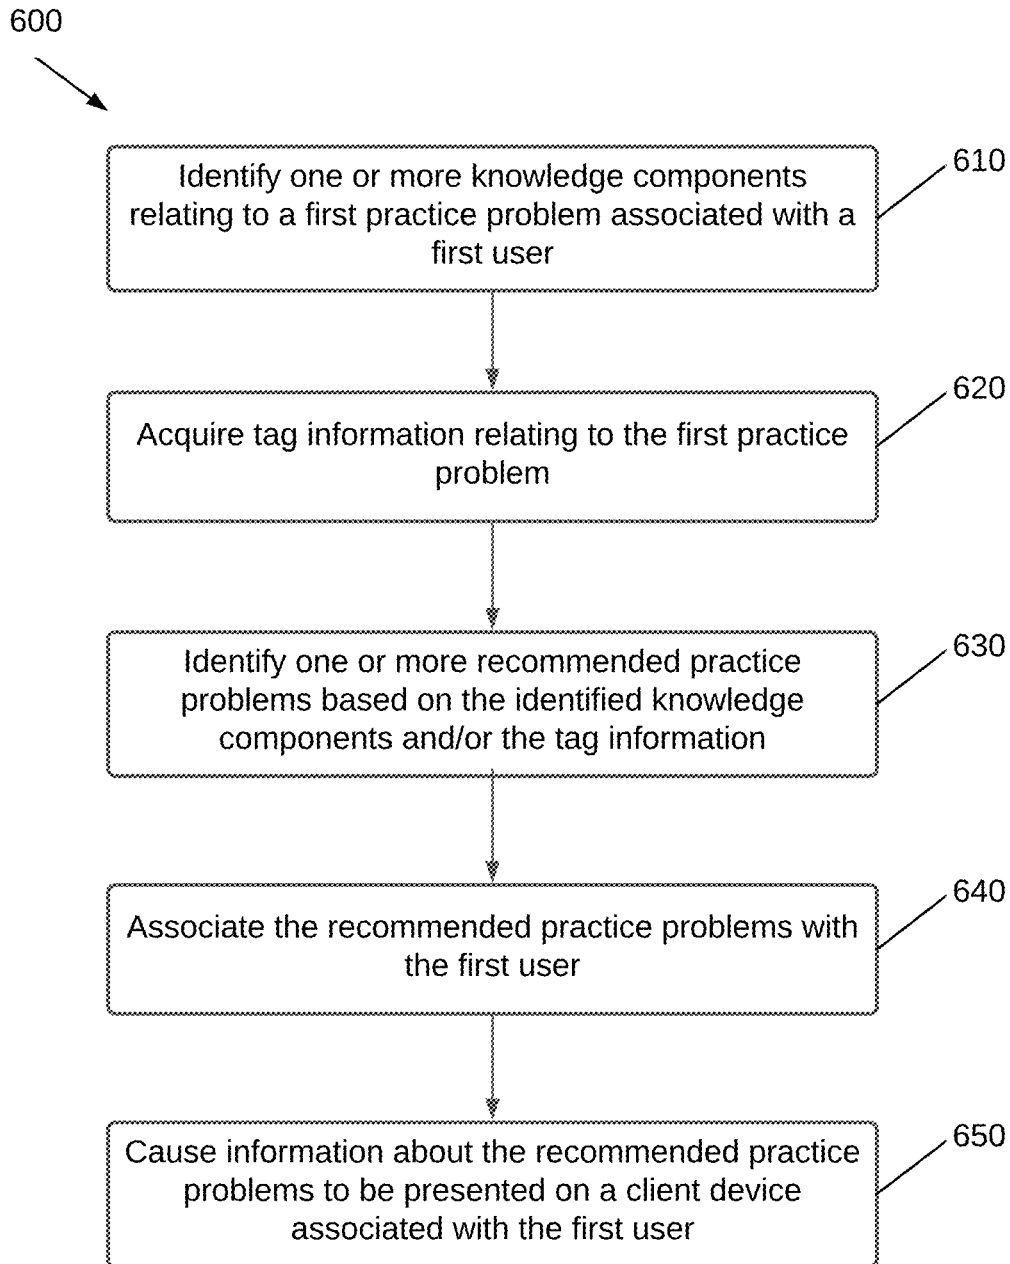 600
Identify one or more knowledge components
relating to a first practice problem associated with a
first user
610
Acquire tag information relating to the first practice
problem
620
Identify one or more recommended practice
problems based on the identified knowledge
components and/or the tag information
630
Associate the recommended practice problems with
the first user
640
Cause information about the recommended practice
problems to be presented on a client device
associated with the first user
650